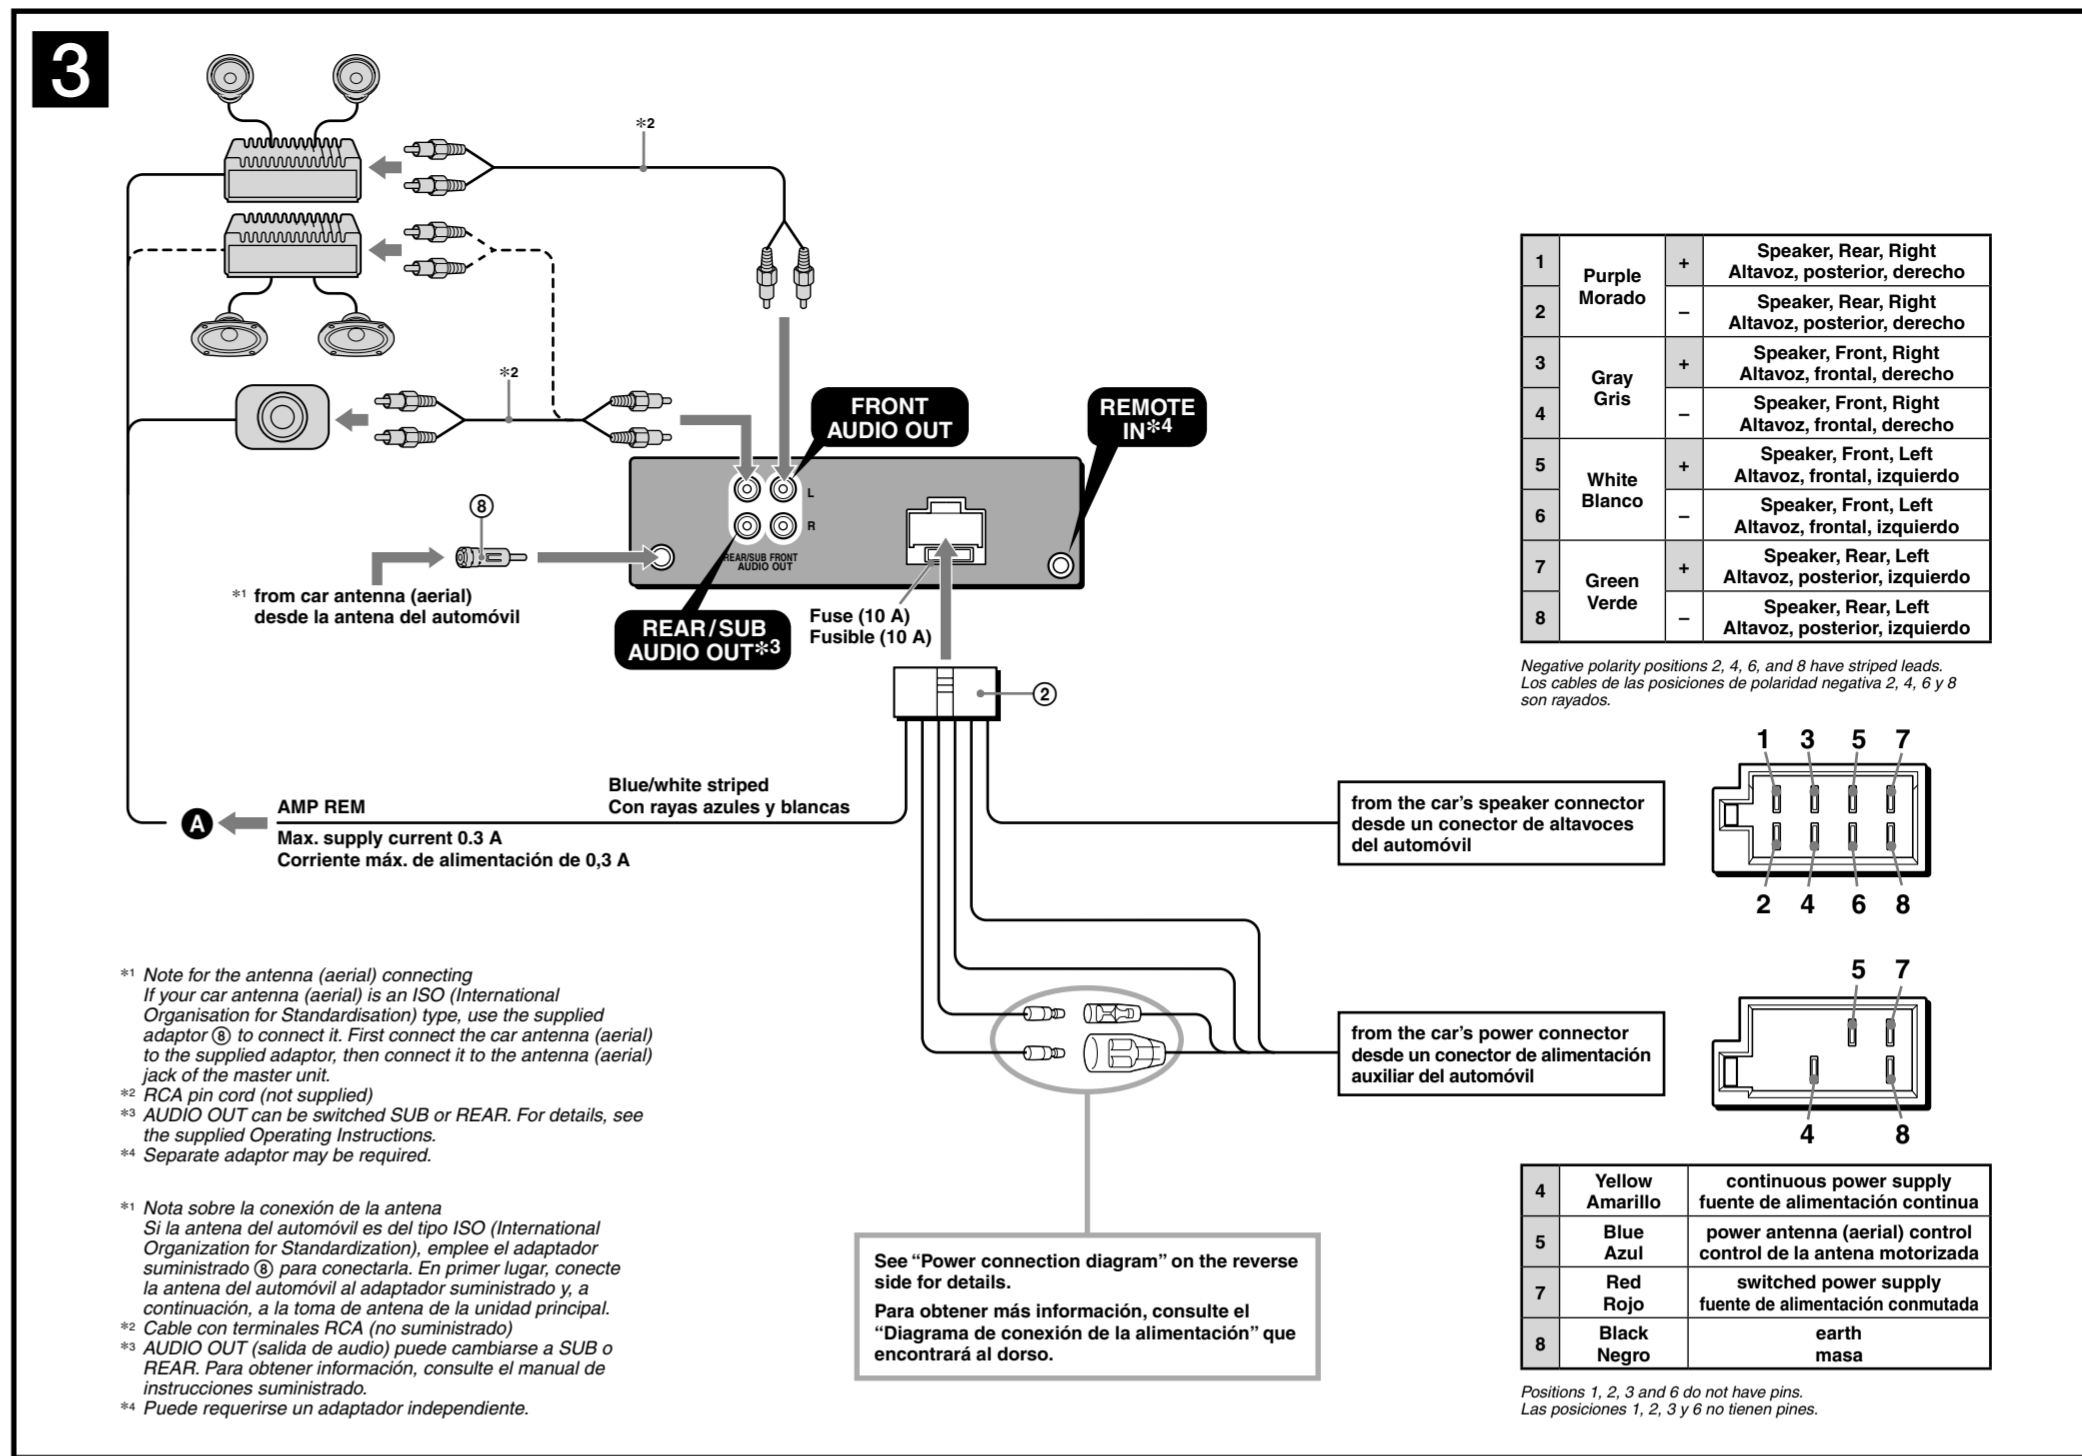 3
*2
*2
FRONT
AUDIO OUT
REMOTE
IN*4
L
R
REAR/SUB FRONT
AUDIO OUT
8
*1 from car antenna (aerial)
desde la antena del automóvil
REAR/SUB
AUDIO OUT*3
Fuse (10 A)
Fusible (10 A)
2
A
AMP REM
Blue/white striped
Con rayas azules y blancas
Max. supply current 0.3 A
Corriente máx. de alimentación de 0,3 A
1 Purple + Speaker, Rear, Right
Morado Altavoz, posterior, derecho
2 – Speaker, Rear, Right
Altavoz, posterior, derecho
3 Gray + Speaker, Front, Right
Gris Altavoz, frontal, derecho
4 – Speaker, Front, Right
Altavoz, frontal, derecho
5 White + Speaker, Front, Left
Blanco Altavoz, frontal, izquierdo
6 – Speaker, Front, Left
Altavoz, frontal, izquierdo
7 Green + Speaker, Rear, Left
Verde Altavoz, posterior, izquierdo
8 – Speaker, Rear, Left
Altavoz, posterior, izquierdo
Negative polarity positions 2, 4, 6, and 8 have striped leads.
Los cables de las posiciones de polaridad negativa 2, 4, 6 y 8
son rayados.
from the car's speaker connector
desde un conector de altavoces
del automóvil
1 3 5 7
2 4 6 8
from the car's power connector
desde un conector de alimentación
auxiliar del automóvil
5 7
4 8
*1 Note for the antenna (aerial) connecting
If your car antenna (aerial) is an ISO (International
Organisation for Standardisation) type, use the supplied
adaptor 8 to connect it. First connect the car antenna (aerial)
to the supplied adaptor, then connect it to the antenna (aerial)
jack of the master unit.
*2 RCA pin cord (not supplied)
*3 AUDIO OUT can be switched SUB or REAR. For details, see
the supplied Operating Instructions.
*4 Separate adaptor may be required.
*1 Nota sobre la conexión de la antena
Si la antena del automóvil es del tipo ISO (International
Organization for Standardization), emplee el adaptador
suministrado 8 para conectarla. En primer lugar, conecte
la antena del automóvil al adaptador suministrado y, a
continuación, a la toma de antena de la unidad principal.
*2 Cable con terminales RCA (no suministrado)
*3 AUDIO OUT (salida de audio) puede cambiarse a SUB o
REAR. Para obtener información, consulte el manual de
instrucciones suministrado.
*4 Puede requerirse un adaptador independiente.
See “Power connection diagram” on the reverse
side for details.
Para obtener más información, consulte el
“Diagrama de conexión de la alimentación” que
encontrará al dorso.
4 Yellow continuous power supply
Amarillo fuente de alimentación continua
5 Blue power antenna (aerial) control
Azul control de la antena motorizada
7 Red switched power supply
Rojo fuente de alimentación conmutada
8 Black earth
Negro masa
Positions 1, 2, 3 and 6 do not have pins.
Las posiciones 1, 2, 3 y 6 no tienen pines.